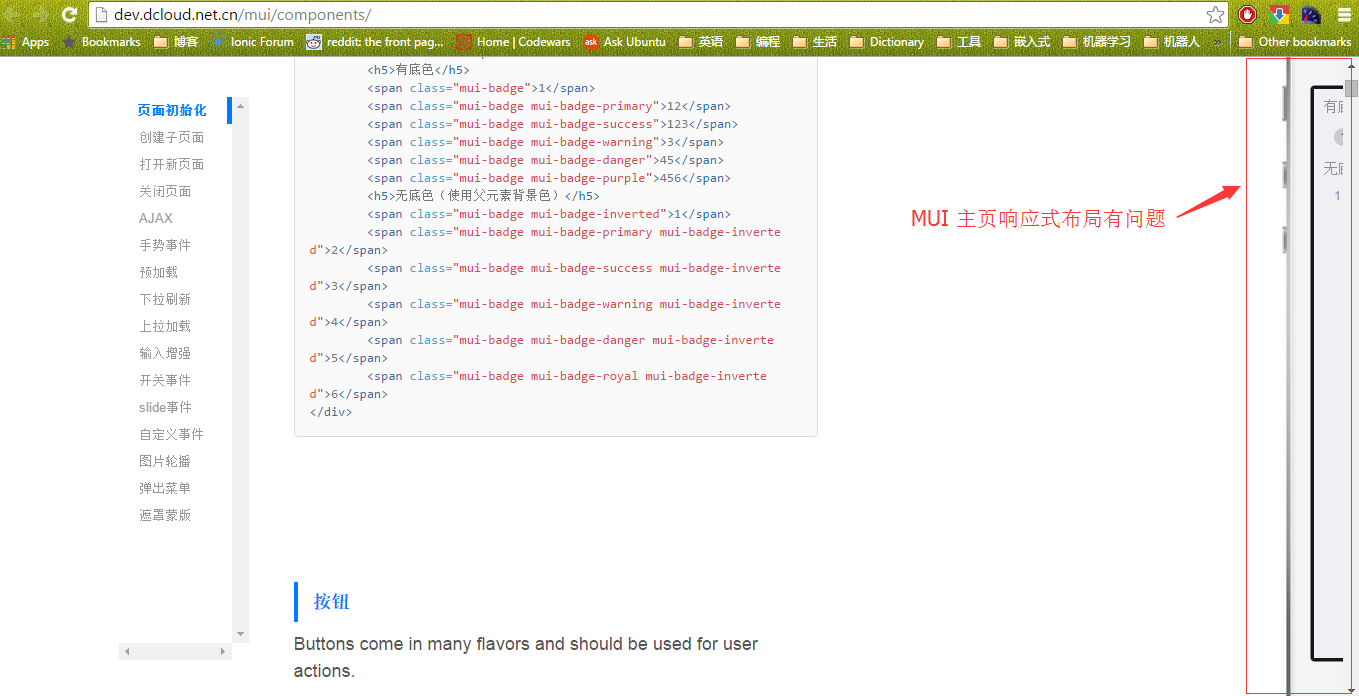 dev.dcloud.net.cn/mui/components/
Apps Bookmarks 博客 Ionic Forum reddit: the front pag... Home | Codewars ask Ask Ubuntu 英语 编程 生活 Dictionary 工具 嵌入式 机器学习 机器人 » Other bookmarks
页面初始化
创建子页面
打开新页面
关闭页面
AJAX
手势事件
预加载
下拉刷新
上拉加载
输入增强
开关事件
slide事件
自定义事件
图片轮播
弹出菜单
遮罩蒙版
<h5>有底色</h5>
<span class="mui-badge">1</span>
<span class="mui-badge mui-badge-primary">12</span>
<span class="mui-badge mui-badge-success">123</span>
<span class="mui-badge mui-badge-warning">3</span>
<span class="mui-badge mui-badge-danger">45</span>
<span class="mui-badge mui-badge-purple">456</span>
<h5>无底色（使用父元素背景色）</h5>
<span class="mui-badge mui-badge-inverted">1</span>
<span class="mui-badge mui-badge-primary mui-badge-inverte
d">2</span>
<span class="mui-badge mui-badge-success mui-badge-inverte
d">3</span>
<span class="mui-badge mui-badge-warning mui-badge-inverte
d">4</span>
<span class="mui-badge mui-badge-danger mui-badge-inverte
d">5</span>
<span class="mui-badge mui-badge-royal mui-badge-inverte
d">6</span>
</div>
按钮
Buttons come in many flavors and should be used for user
actions.
MUI 主页响应式布局有问题
有
无
1